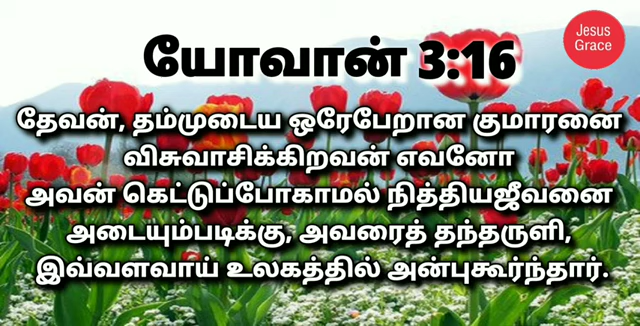 Jesus
Grace
யோவான் 3:16
தேவன், தம்முடைய ஒரேபேறான குமாரனை
விசுவாசிக்கிறவன் எவனோ
அவன் கெட்டுப்போகாமல் நித்தியஜீவனை
அடையும்படிக்கு, அவரைத் தந்தருளி,
இவ்வளவாய் உலகத்தில் அன்புகூர்ந்தார்.